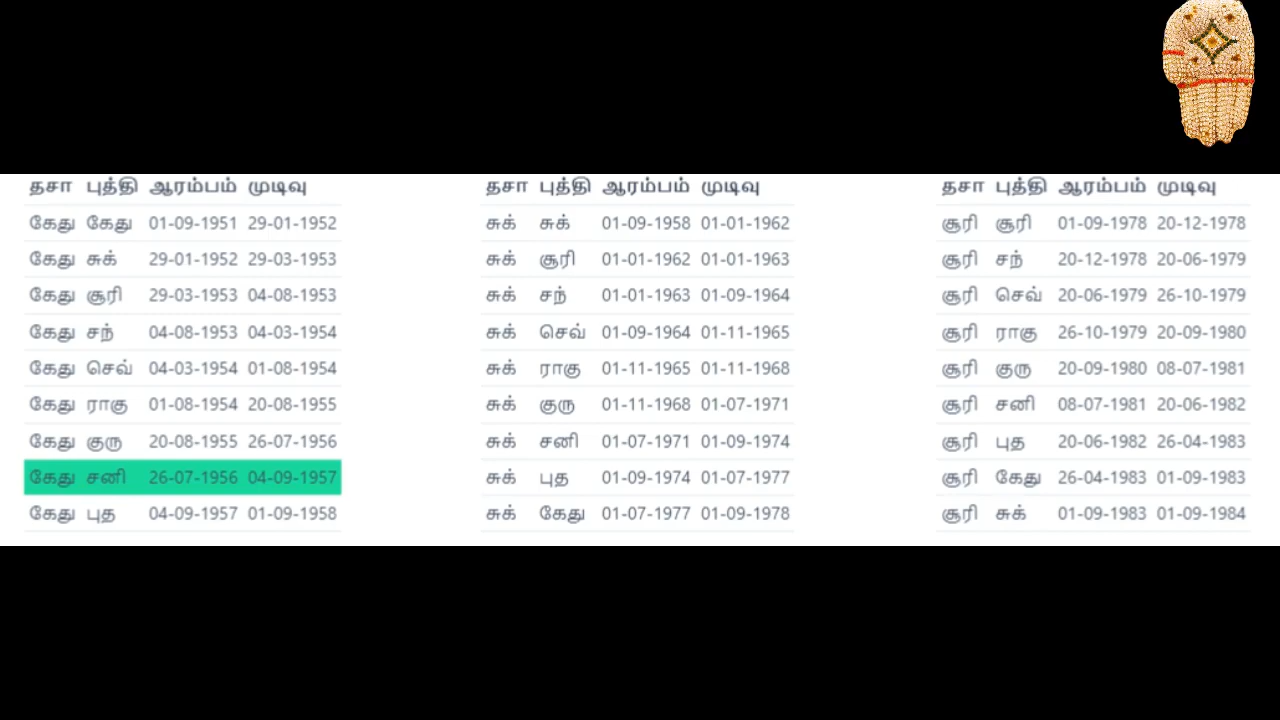 தசா புத்தி ஆரம்பம் முடிவு
கேது கேது 01-09-1951 29-01-1952
கேது சுக் 29-01-1952 29-03-1953
கேது சூரி 29-03-1953 04-08-1953
கேது சந் 04-08-1953 04-03-1954
கேது செவ் 04-03-1954 01-08-1954
கேது ராகு 01-08-1954 20-08-1955
கேது குரு 20-08-1955 26-07-1956
கேது சனி 26-07-1956 04-09-1957
கேது புத 04-09-1957 01-09-1958
தசா புத்தி ஆரம்பம் முடிவு
சுக் சுக் 01-09-1958 01-01-1962
சுக் சூரி 01-01-1962 01-01-1963
சுக் சந் 01-01-1963 01-09-1964
சுக் செவ் 01-09-1964 01-11-1965
சுக் ராகு 01-11-1965 01-11-1968
சுக் குரு 01-11-1968 01-07-1971
சுக் சனி 01-07-1971 01-09-1974
சுக் புத 01-09-1974 01-07-1977
சுக் கேது 01-07-1977 01-09-1978
தசா புத்தி ஆரம்பம் முடிவு
சூரி சூரி 01-09-1978 20-12-1978
சூரி சந் 20-12-1978 20-06-1979
சூரி செவ் 20-06-1979 26-10-1979
சூரி ராகு 26-10-1979 20-09-1980
சூரி குரு 20-09-1980 08-07-1981
சூரி சனி 08-07-1981 20-06-1982
சூரி புத 20-06-1982 26-04-1983
சூரி கேது 26-04-1983 01-09-1983
சூரி சுக் 01-09-1983 01-09-1984